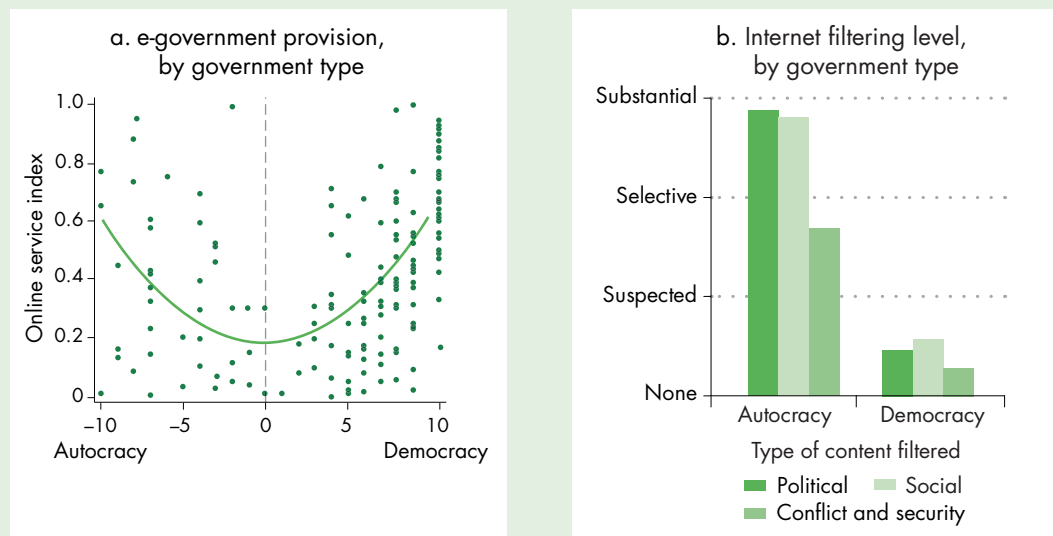 a. e-government provision,
by government type
Online service index
1.0
0.8
0.6
0.4
0.2
0
–10
–5
0
5
10
Autocracy
Democracy
b. Internet filtering level,
by government type
Substantial
Selective
Suspected
None
Autocracy
Democracy
Type of content filtered
Political
Social
Conflict and security